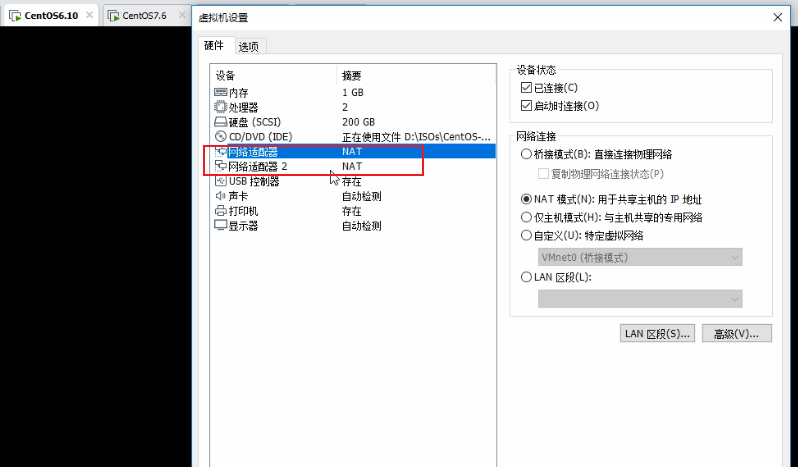 CentOS6.10 CentOS7.6
虚拟机设置
硬件 选项
设备 摘要
内存 1 GB
处理器 2
硬盘 (SCSI) 200 GB
CD/DVD (IDE) 正在使用文件 D:\ISOs\CentOS-...
网络适配器 NAT
网络适配器 2 NAT
USB 控制器 存在
声卡 自动检测
打印机 存在
显示器 自动检测
设备状态
已连接(C)
启动时连接(O)
网络连接
桥接模式(B): 直接连接物理网络
复制物理网络连接状态(P)
NAT 模式(N): 用于共享主机的 IP 地址
仅主机模式(H): 与主机共享的专用网络
自定义(U): 特定虚拟网络
VMnet0 (桥接模式)
LAN 区段(L):
LAN 区段(S)... 高级(V)...